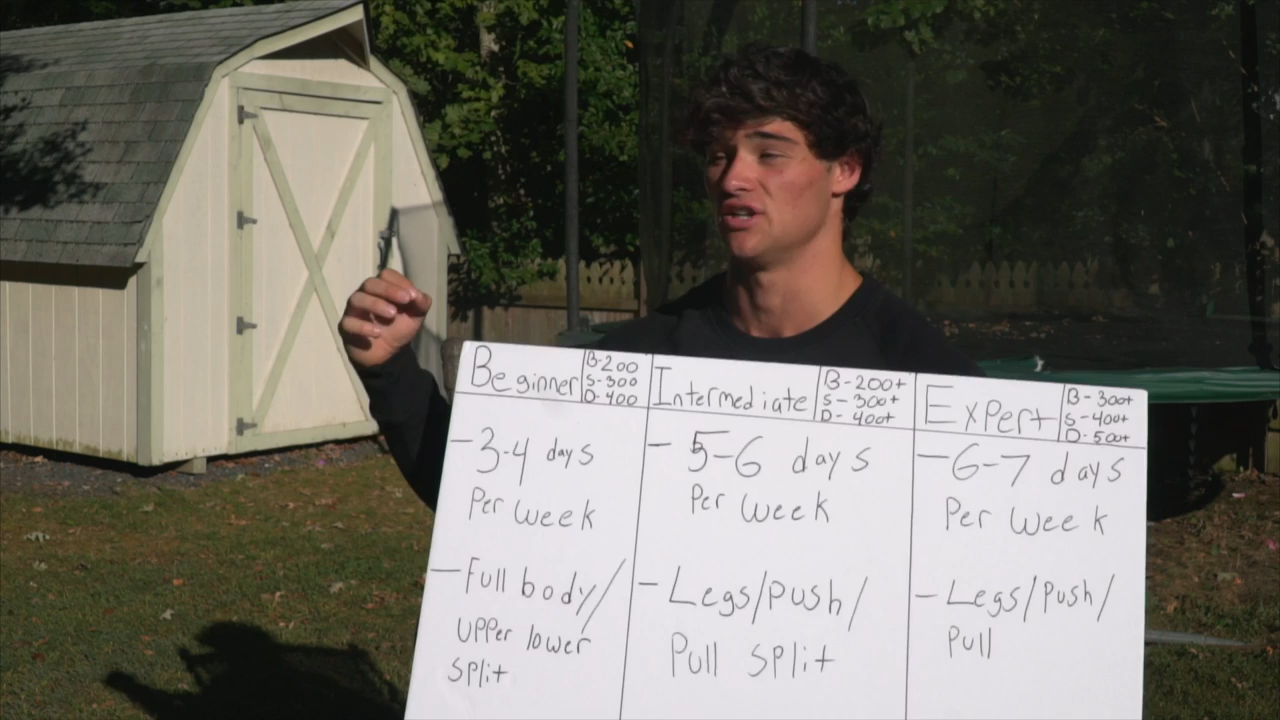 Beginner
B-200
S-300
D-400
-3-4 days
Per week
-Full body/
Upper lower
Split
Intermediate
B-200+
S-300+
D-400+
-5-6 days
Per week
-Legs/Push/
Pull Split
Expert
B-300+
S-400+
D-500+
-6-7 days
Per week
-Legs/Push/
Pull